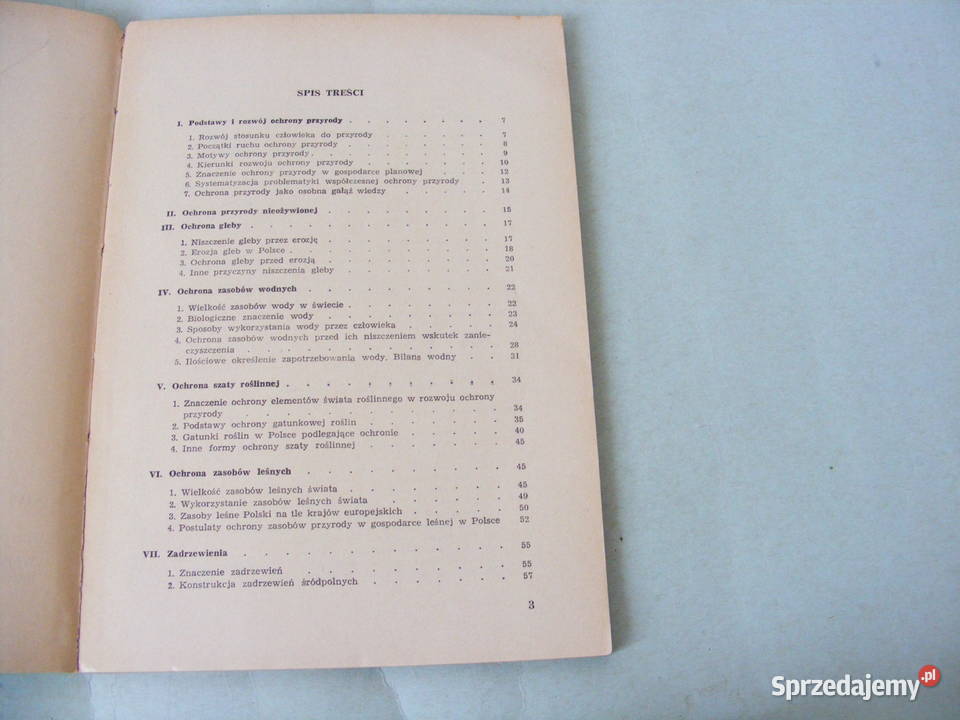 SPIS TREŚCI
I. Podstawy i rozwój ochrony przyrody . . . . . . . . 7
1. Rozwój stosunku człowieka do przyrody . . . . . . 7
2. Początki ruchu ochrony przyrody . . . . . . . 8
3. Motywy ochrony przyrody . . . . . . . . 9
4. Kierunki rozwoju ochrony przyrody . . . . . . 10
5. Znaczenie ochrony przyrody w gospodarce planowej . . . . 12
6. Systematyzacja problematyki współczesnej ochrony przyrody . 13
7. Ochrona przyrody jako osobna gałąź wiedzy . . . . . 14
II. Ochrona przyrody nieożywionej . . . . . . . . 15
III. Ochrona gleby . . . . . . . . . . . . 17
1. Niszczenie gleby przez erozję . . . . . . . . 17
2. Erozja gleb w Polsce . . . . . . . . . 18
3. Ochrona gleby przed erozją . . . . . . . . 20
4. Inne przyczyny niszczenia gleby . . . . . . . 21
IV. Ochrona zasobów wodnych . . . . . . . . . 22
1. Wielkość zasobów wody w świecie . . . . . . . 22
2. Biologiczne znaczenie wody . . . . . . . . 23
3. Sposoby wykorzystania wody przez człowieka . . . . . 24
4. Ochrona zasobów wodnych przed ich niszczeniem wskutek zanie-
czyszczenia . . . . . . . . . . . . 28
5. Ilościowe określenie zapotrzebowania wody. Bilans wodny . . 31
V. Ochrona szaty roślinnej . . . . . . . . . . 34
1. Znaczenie ochrony elementów świata roślinnego w rozwoju ochrony
przyrody . . . . . . . . . . . . 34
2. Podstawy ochrony gatunkowej roślin . . . . . . 35
3. Gatunki roślin w Polsce podlegające ochronie . . . . . 40
4. Inne formy ochrony szaty roślinnej . . . . . . 45
VI. Ochrona zasobów leśnych . . . . . . . . . 45
1. Wielkość zasobów leśnych świata . . . . . . . 45
2. Wykorzystanie zasobów leśnych świata . . . . . . 49
3. Zasoby leśne Polski na tle krajów europejskich . . . . . 50
4. Postulaty ochrony zasobów przyrody w gospodarce leśnej w Polsce 52
VII. Zadrzewienia . . . . . . . . . . . . 55
1. Znaczenie zadrzewień . . . . . . . . . 55
2. Konstrukcja zadrzewień śródpolnych . . . . . . 57
3
Sprzedajemy.pl